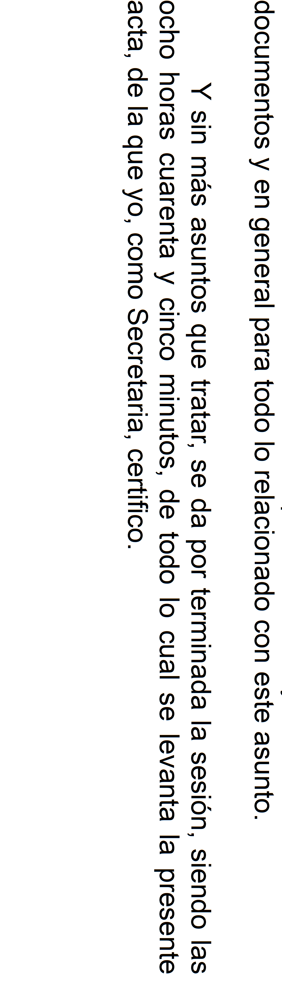 documentos y en general para todo lo relacionado con este asunto.
Y sin más asuntos que tratar, se da por terminada la sesión, siendo las
ocho horas cuarenta y cinco minutos, de todo lo cual se levanta la presente
acta, de la que yo, como Secretaria, certifico.